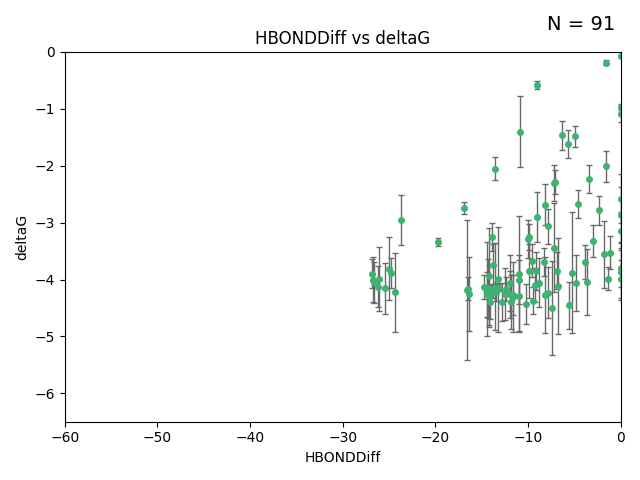 N = 91
HBONDDiff vs deltaG
deltaG
0
−1
−2
−3
−4
−5
−6
−60 −50 −40 −30 −20 −10 0
HBONDDiff